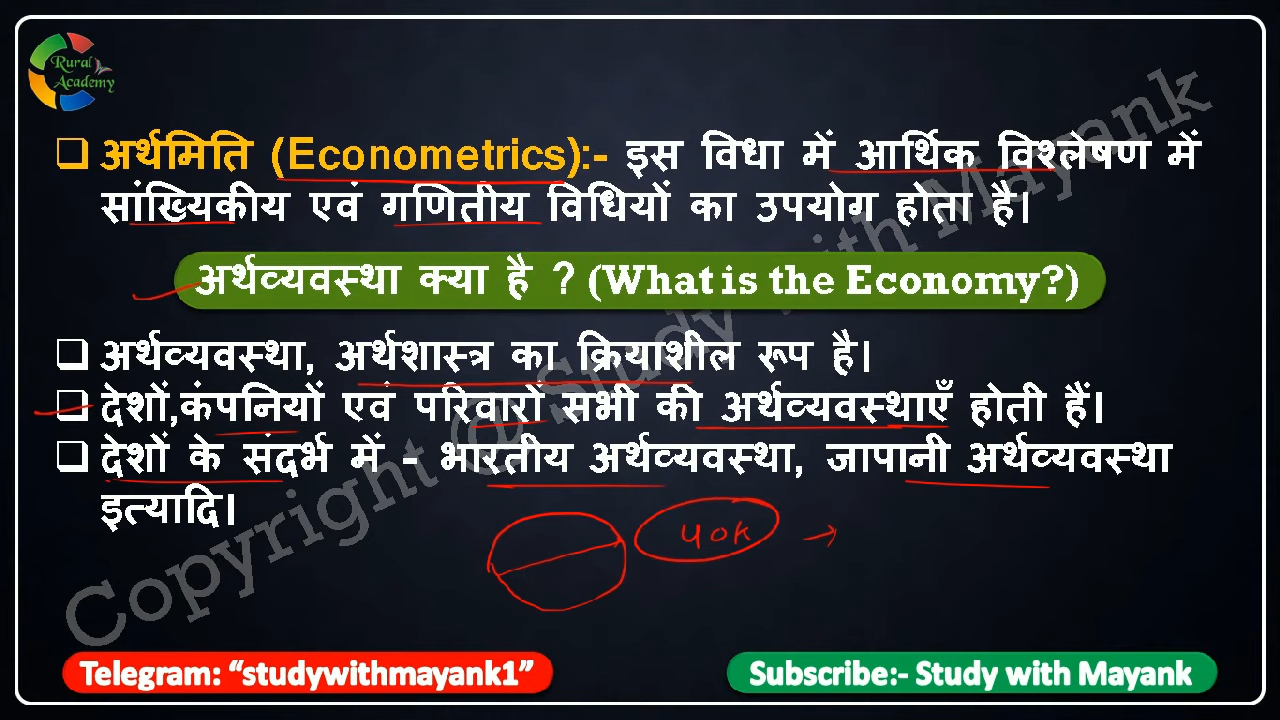 Rural
Academy
❑ अर्थमिति (Econometrics):- इस विधा में आर्थिक विश्लेषण में
सांख्यिकीय एवं गणितीय विधियों का उपयोग होता है।
अर्थव्यवस्था क्या है ? (What is the Economy?)
❑ अर्थव्यवस्था, अर्थशास्त्र का क्रियाशील रूप है।
❑ देशों,कंपनियों एवं परिवारों सभी की अर्थव्यवस्थाएँ होती हैं।
❑ देशों के संदर्भ में - भारतीय अर्थव्यवस्था, जापानी अर्थव्यवस्था
इत्यादि।
40k
Copyright @ Study with Mayank
Telegram: “studywithmayank1”
Subscribe:- Study with Mayank